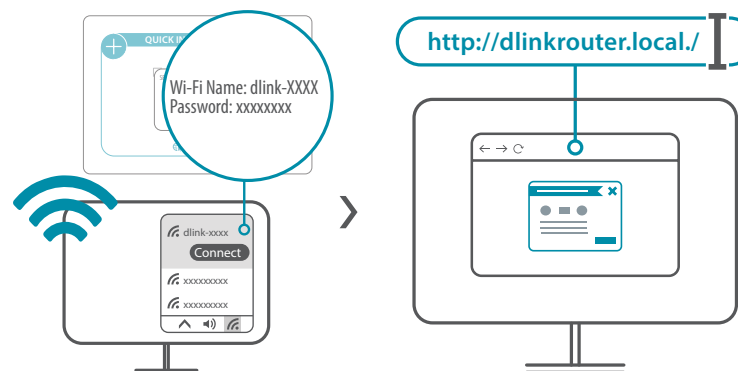 QUICK IN
Wi-Fi Name: dlink-XXXX
Password: xxxxxxxx
dlink-xxxx
Connect
xxxxxxxxx
xxxxxxxxx
http://dlinkrouter.local./